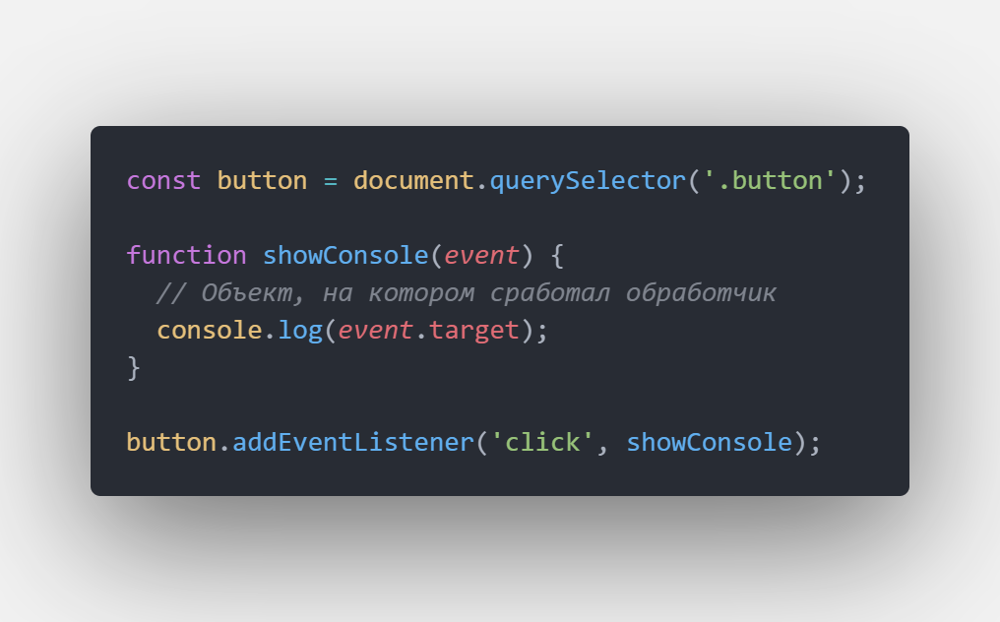 const button = document.querySelector('.button');
function showConsole(event) {
// Объект, на котором сработал обработчик
console.log(event.target);
}
button.addEventListener('click', showConsole);